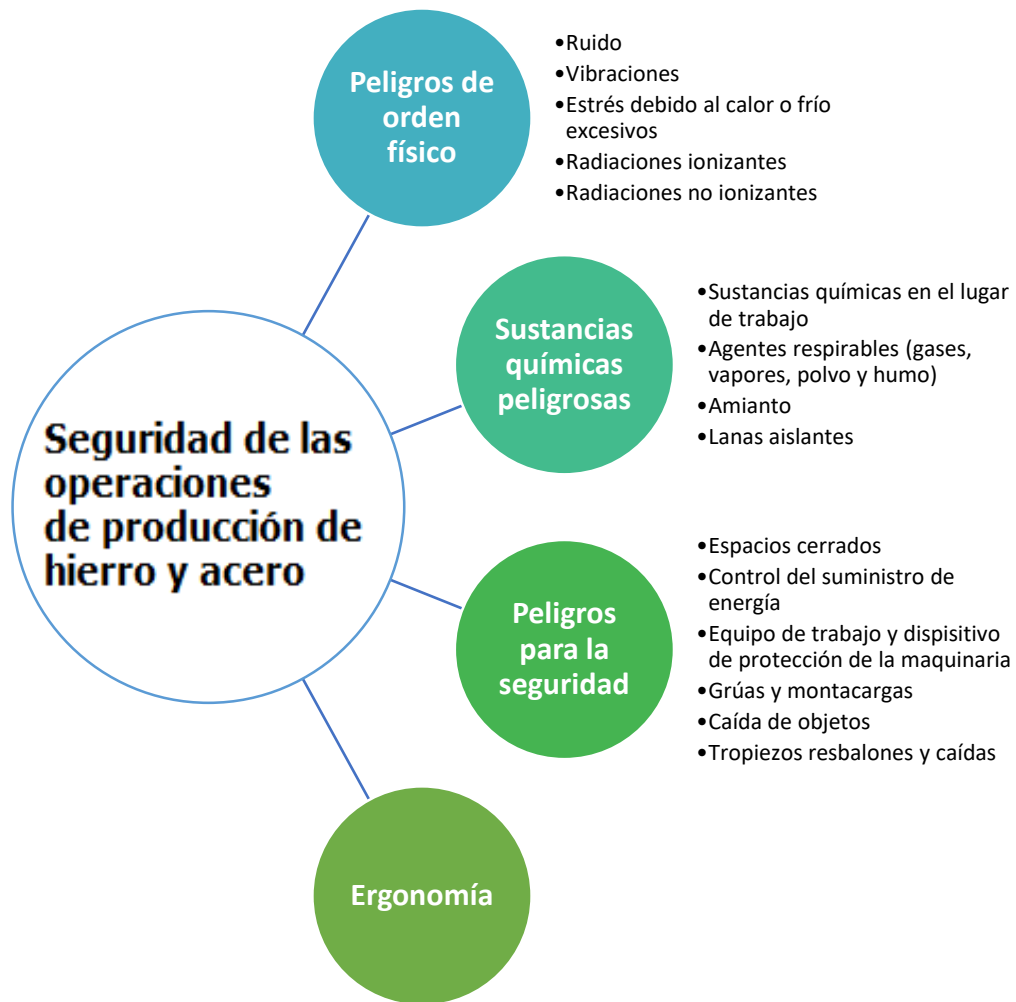 Peligros de
orden
físico
•Ruido
•Vibraciones
•Estrés debido al calor o frío
excesivos
•Radiaciones ionizantes
•Radiaciones no ionizantes
Sustancias
químicas
peligrosas
•Sustancias químicas en el lugar
de trabajo
•Agentes respirables (gases,
vapores, polvo y humo)
•Amianto
•Lanas aislantes
Seguridad de las
operaciones
de producción de
hierro y acero
Peligros
para la
seguridad
•Espacios cerrados
•Control del suministro de
energía
•Equipo de trabajo y dispisitivo
de protección de la maquinaria
•Grúas y montacargas
•Caída de objetos
•Tropiezos resbalones y caídas
Ergonomía